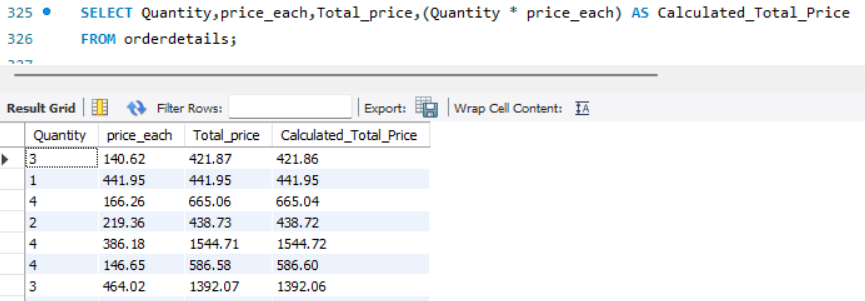 325 SELECT Quantity,price_each,Total_price,(Quantity * price_each) AS Calculated_Total_Price
326 FROM orderdetails;
Result Grid Filter Rows: Export: Wrap Cell Content:
Quantity price_each Total_price Calculated_Total_Price
3 140.62 421.87 421.86
1 441.95 441.95 441.95
4 166.26 665.06 665.04
2 219.36 438.73 438.72
4 386.18 1544.71 1544.72
4 146.65 586.58 586.60
3 464.02 1392.07 1392.06